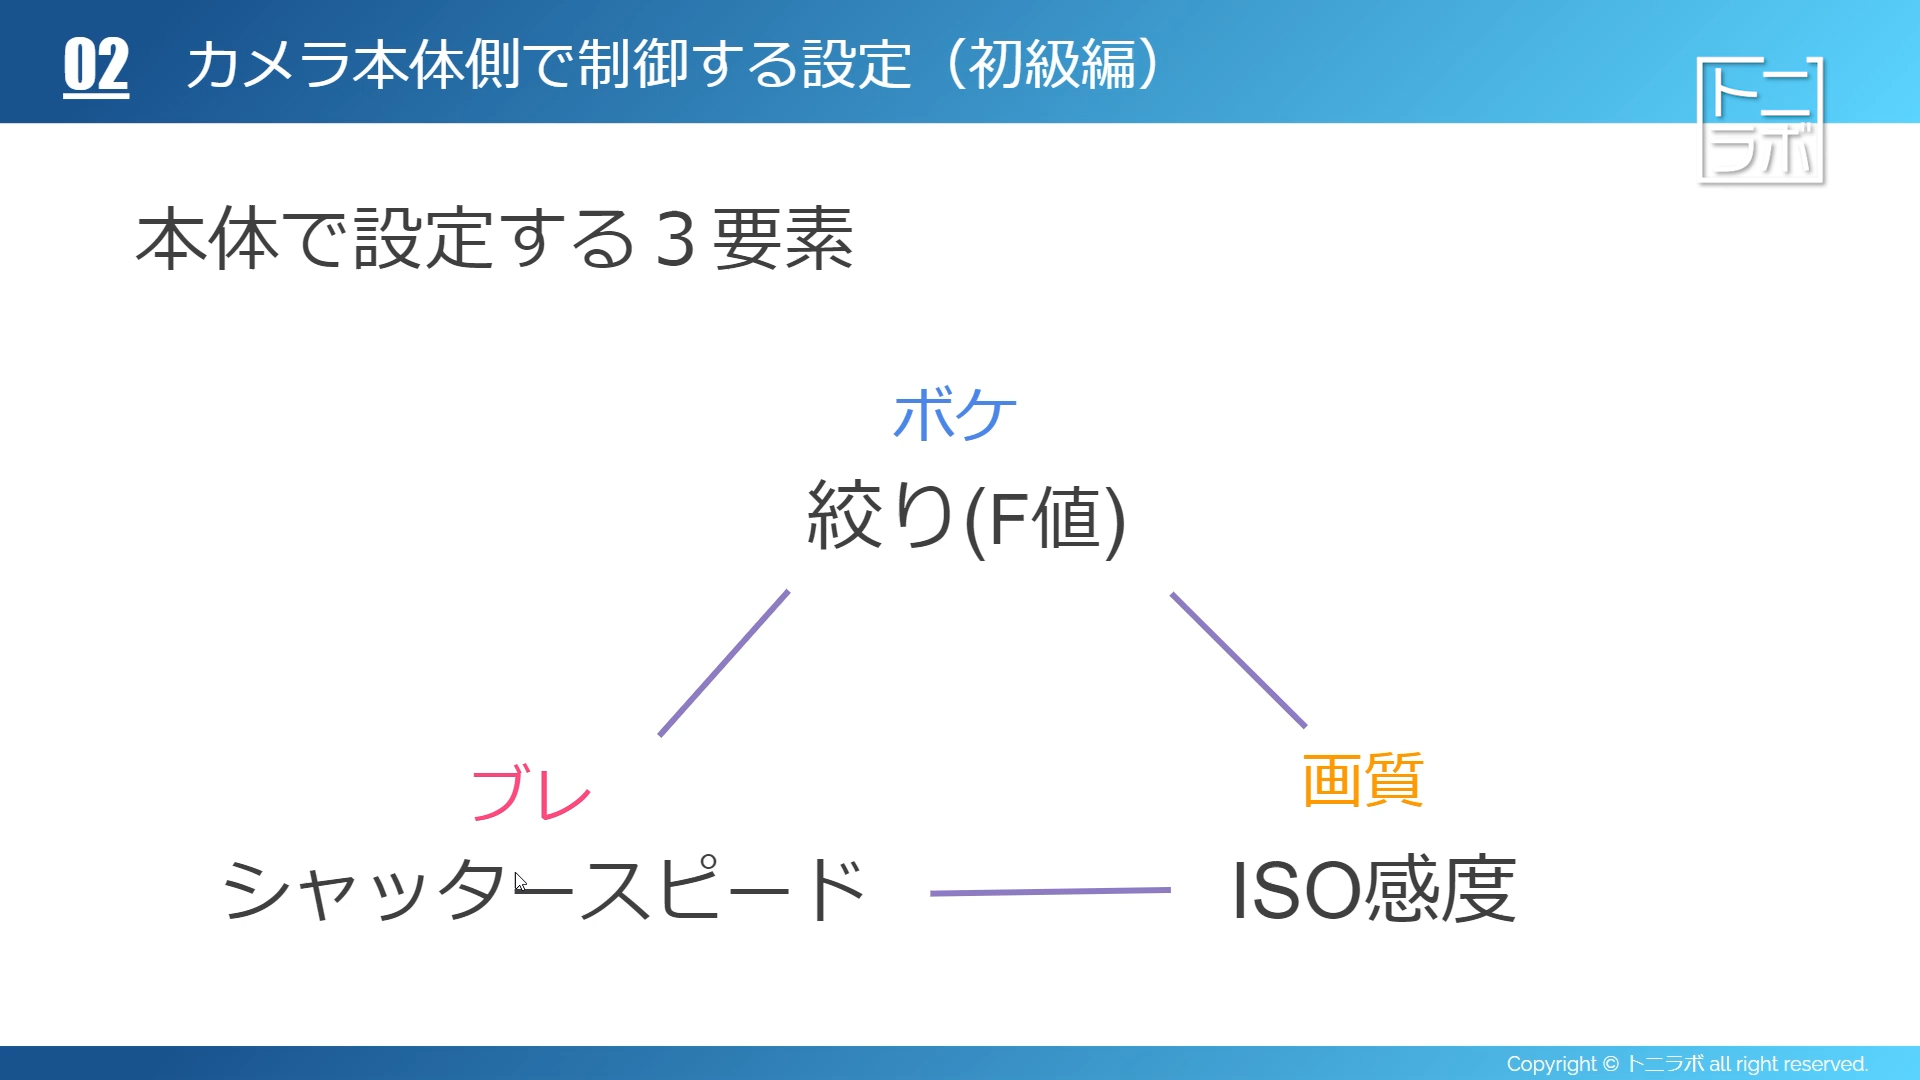 02 カメラ本体側で制御する設定（初級編）
トニ
ラボ
本体で設定する３要素
ボケ
絞り(F値)
ブレ
画質
シャッタースピード
ISO感度
Copyright © トニラボ all right reserved.